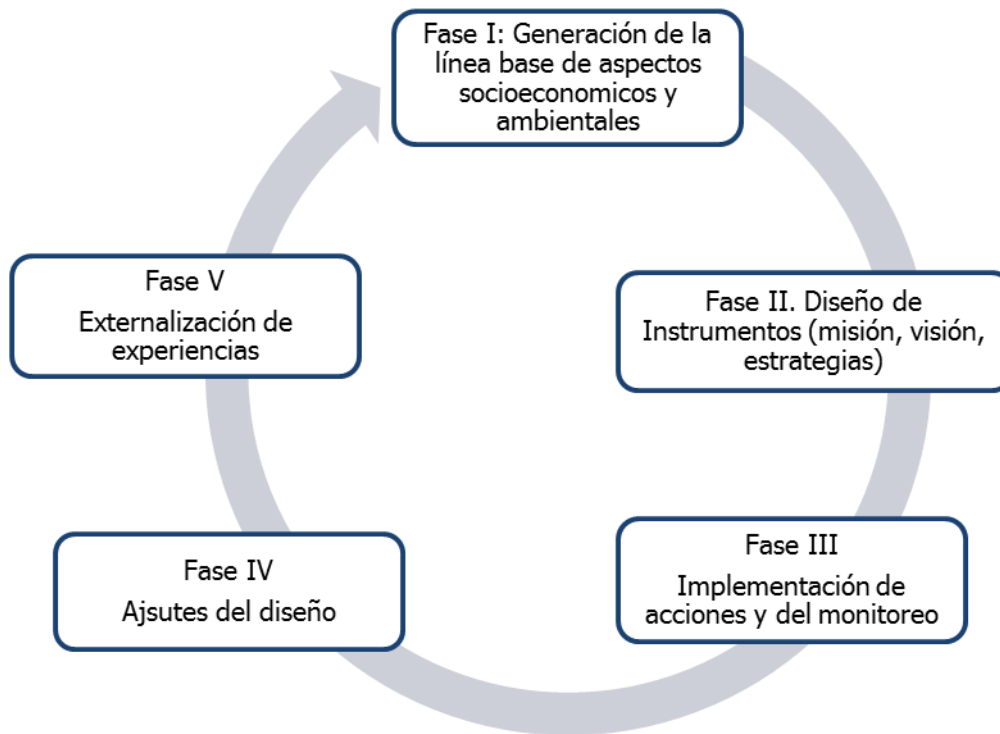 Fase I: Generación de la
línea base de aspectos
socioeconomicos y
ambientales
Fase II. Diseño de
Instrumentos (misión, visión,
estrategias)
Fase III
Implementación de
acciones y del monitoreo
Fase IV
Ajsutes del diseño
Fase V
Externalización de
experiencias